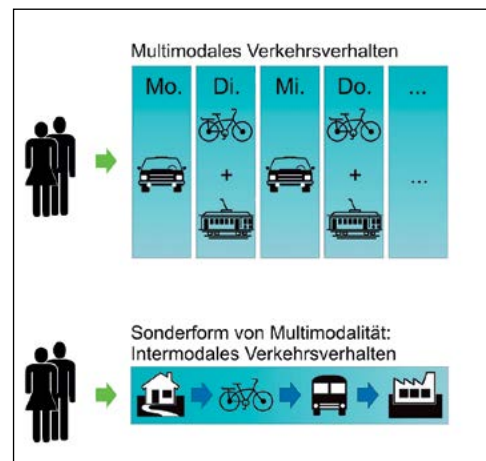 Multimodales Verkehrsverhalten
Mo. Di. Mi. Do. ...
+ +
...
Sonderform von Multimodalität:
Intermodales Verkehrsverhalten